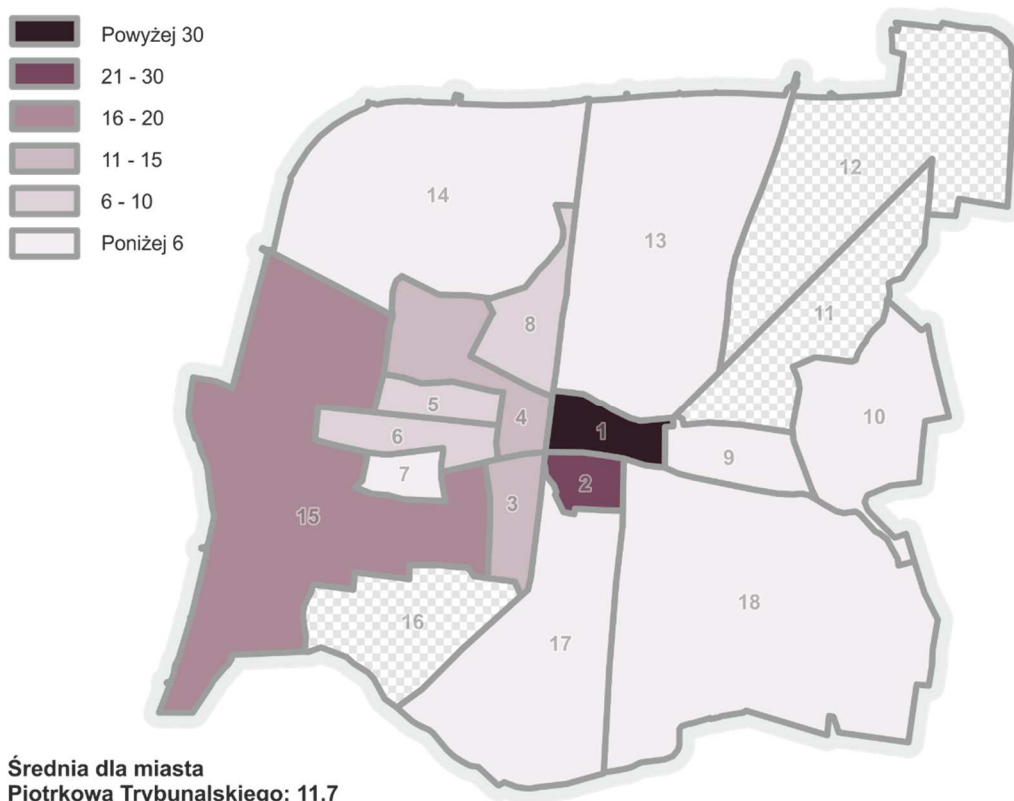 Powyżej 30
21 - 30
16 - 20
11 - 15
6 - 10
Poniżej 6
12
14
13
11
8
10
5
4
6
1
9
7
2
3
15
18
16
17
Średnia dla miasta
Piotrkowa Trybunalskiego: 11,7